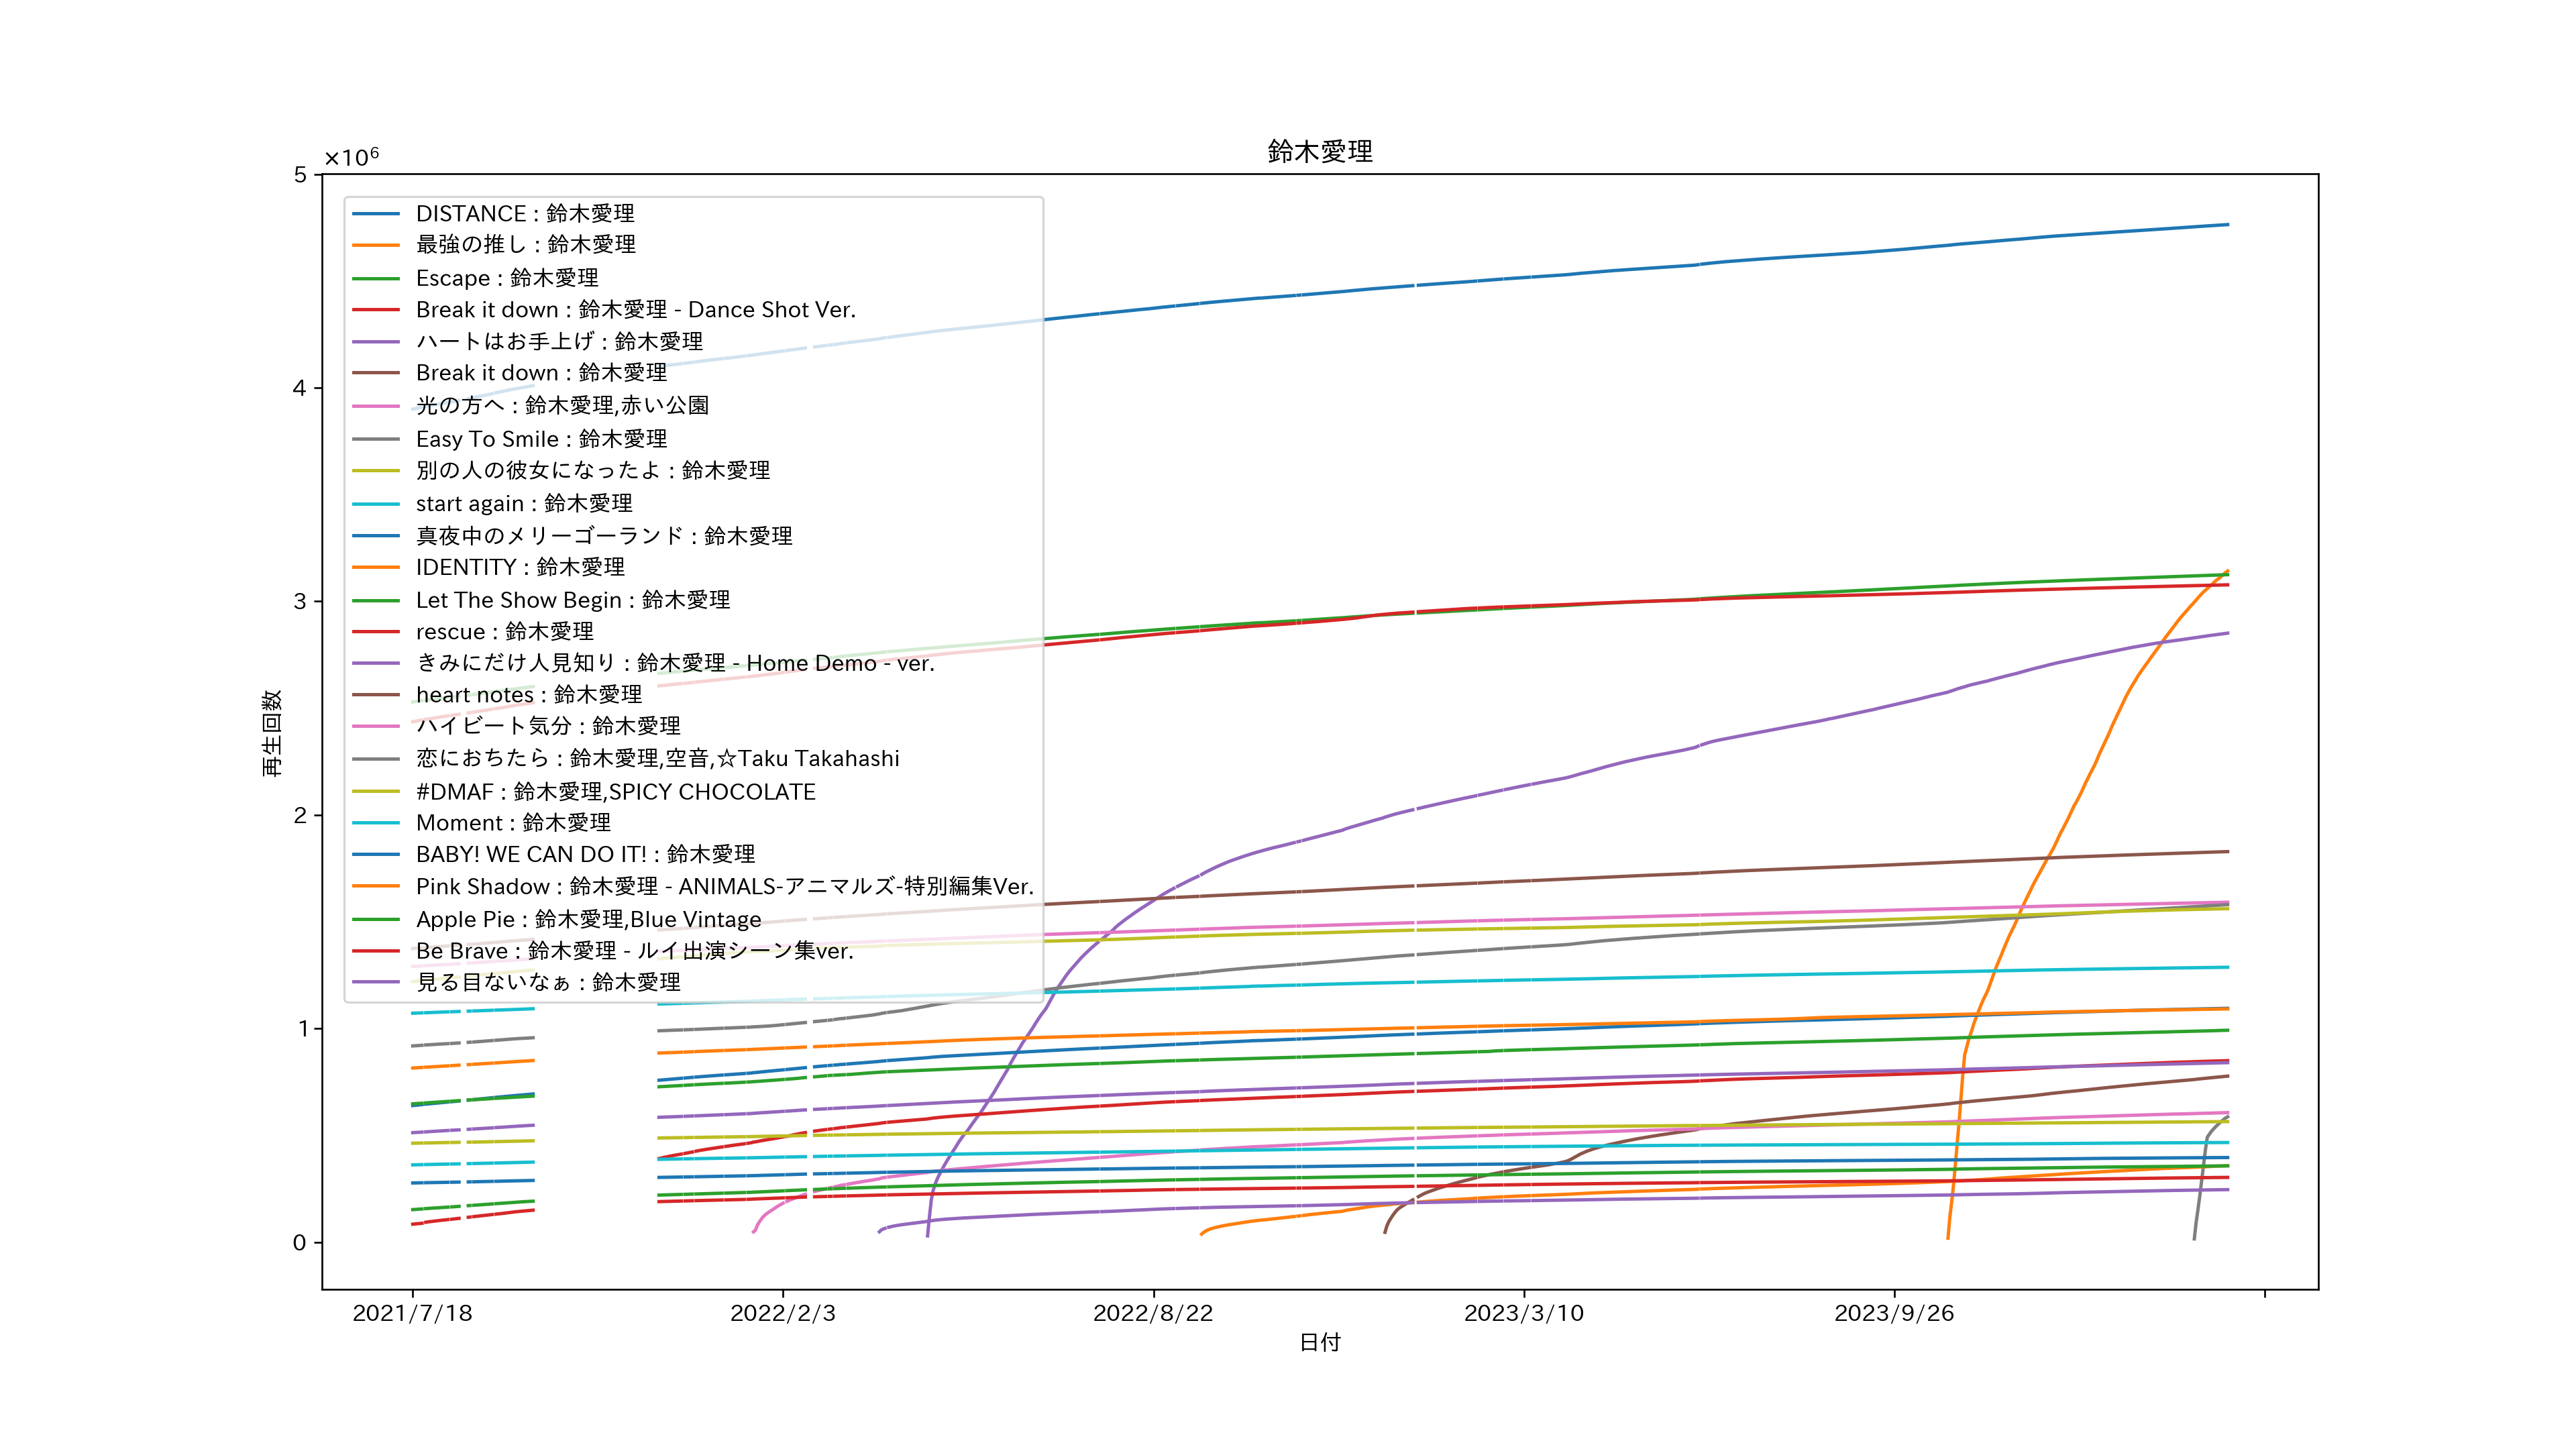 鈴木愛理
×10⁶
5
4
3
2
1
0
再生回数
DISTANCE : 鈴木愛理
最強の推し : 鈴木愛理
Escape : 鈴木愛理
Break it down : 鈴木愛理 - Dance Shot Ver.
ハートはお手上げ : 鈴木愛理
Break it down : 鈴木愛理
光の方へ : 鈴木愛理,赤い公園
Easy To Smile : 鈴木愛理
別の人の彼女になったよ : 鈴木愛理
start again : 鈴木愛理
真夜中のメリーゴーランド : 鈴木愛理
IDENTITY : 鈴木愛理
Let The Show Begin : 鈴木愛理
rescue : 鈴木愛理
きみにだけ人見知り : 鈴木愛理 - Home Demo - ver.
heart notes : 鈴木愛理
ハイビート気分 : 鈴木愛理
恋におちたら : 鈴木愛理,空音,☆Taku Takahashi
#DMAF : 鈴木愛理,SPICY CHOCOLATE
Moment : 鈴木愛理
BABY! WE CAN DO IT! : 鈴木愛理
Pink Shadow : 鈴木愛理 - ANIMALS-アニマルズ-特別編集Ver.
Apple Pie : 鈴木愛理,Blue Vintage
Be Brave : 鈴木愛理 - ルイ出演シーン集ver.
見る目ないなぁ : 鈴木愛理
2021/7/18
2022/2/3
2022/8/22
2023/3/10
2023/9/26
日付